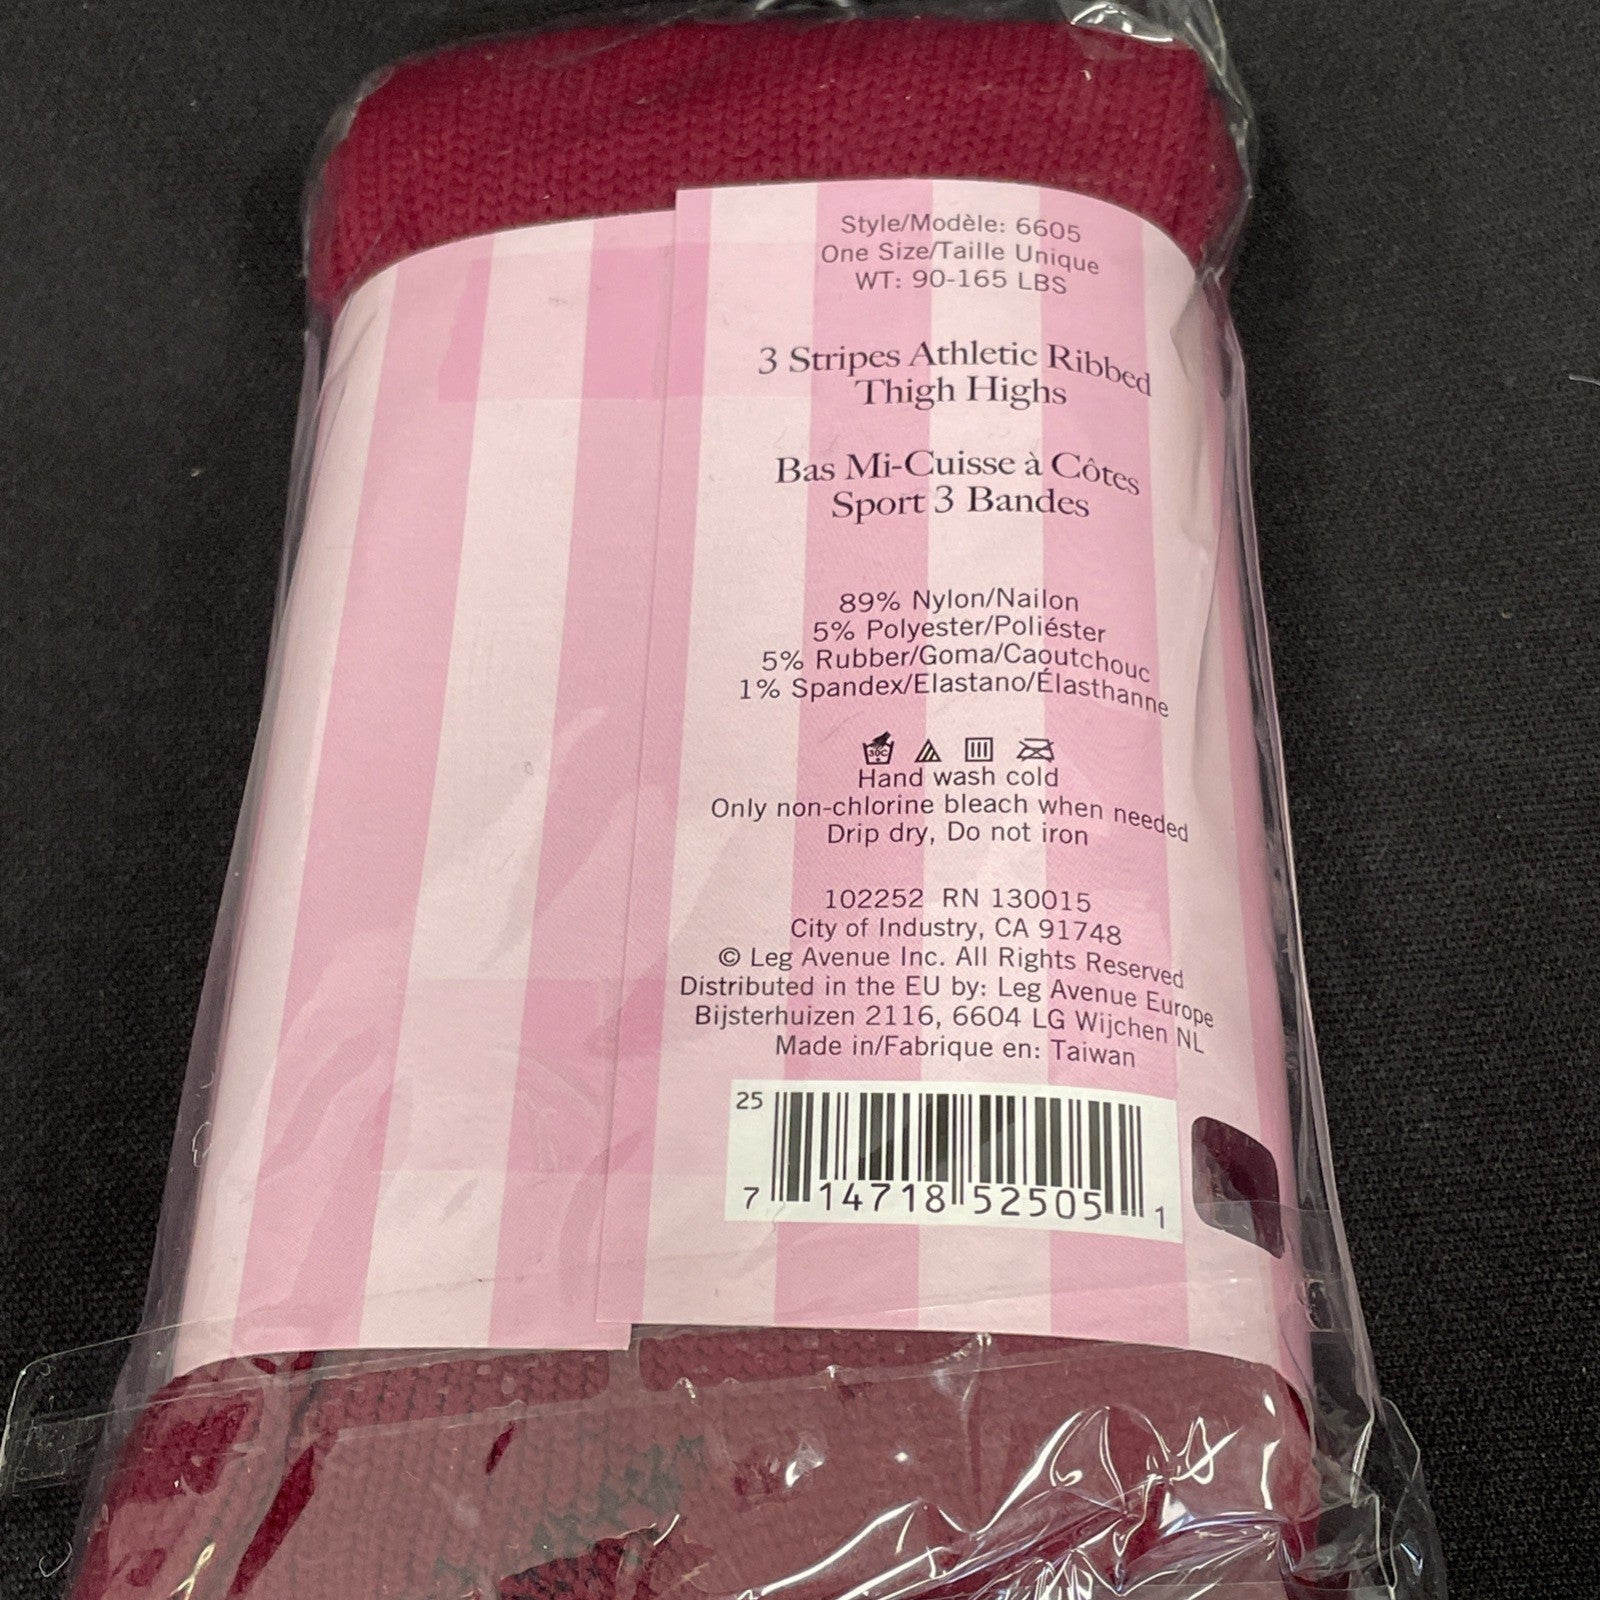 Style/Modèle: 6605
One Size/Taille Unique
WT: 90-165 LBS
3 Stripes Athletic Ribbed
Thigh Highs
Bas Mi-Cuisse à Côtes
Sport 3 Bandes
89% Nylon/Nailon
5% Polyester/Poliéster
5% Rubber/Goma/Caoutchouc
1% Spandex/Elastano/Élasthanne
30C
Hand wash cold
Only non-chlorine bleach when needed
Drip dry, Do not iron
102252 RN 130015
City of Industry, CA 91748
© Leg Avenue Inc. All Rights Reserved
Distributed in the EU by: Leg Avenue Europe
Bijsterhuizen 2116, 6604 LG Wijchen NL
Made in/Fabrique en: Taiwan
25
7 14718 52505 1